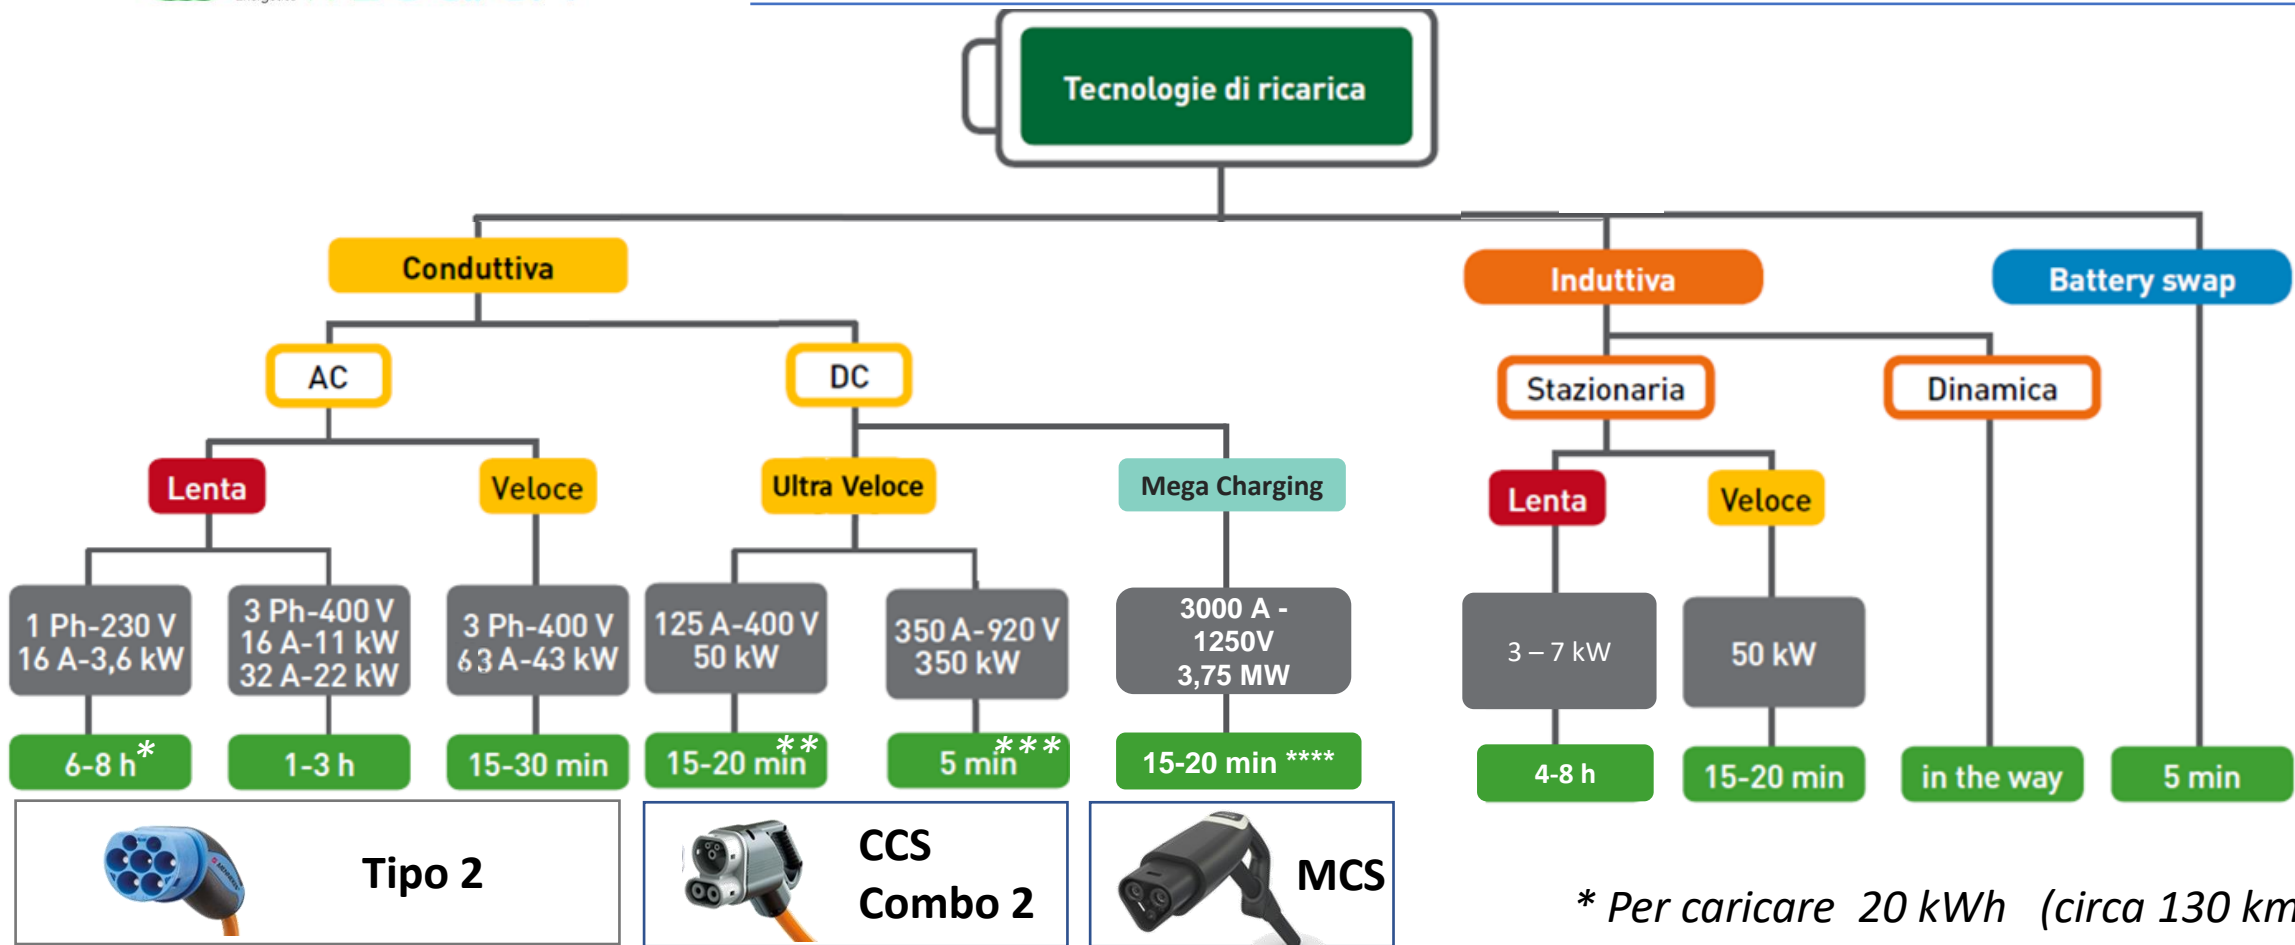 Tecnologie di ricarica
Conduttiva
Induttiva
Battery swap
AC
DC
Stazionaria
Dinamica
Lenta
Veloce
Ultra Veloce
Mega Charging
Lenta
Veloce
1 Ph-230 V
16 A-3,6 kW
3 Ph-400 V
16 A-11 kW
32 A-22 kW
3 Ph-400 V
63 A-43 kW
125 A-400 V
50 kW
350 A-920 V
350 kW
3000 A -
1250V
3,75 MW
3 – 7 kW
50 kW
6-8 h*
1-3 h
15-30 min
15-20 min**
5 min***
15-20 min ****
4-8 h
15-20 min
in the way
5 min
Tipo 2
CCS
Combo 2
MCS
* Per caricare 20 kWh (circa 130 km